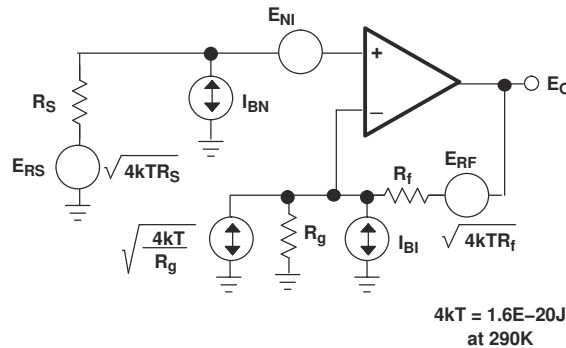 E_NI
+
R_S
I_BN
E_O
−
E_RS
√4kTR_S
R_f
E_RF
√(4kT/R_g)
R_g
I_BI
√4kTR_f
4kT = 1.6E−20J
at 290K